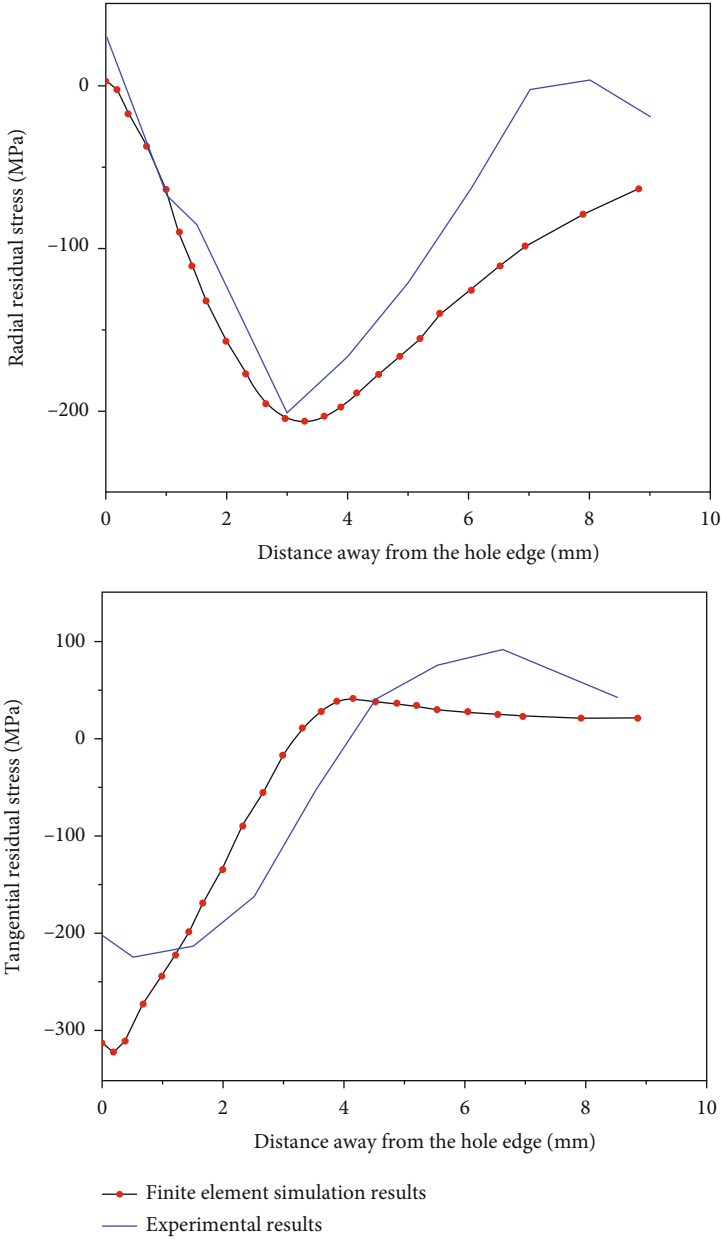 Radial residual stress (MPa)
0
−100
−200
0 2 4 6 8 10
Distance away from the hole edge (mm)
Tangential residual stress (MPa)
100
0
−100
−200
−300
0 2 4 6 8 10
Distance away from the hole edge (mm)
Finite element simulation results
Experimental results